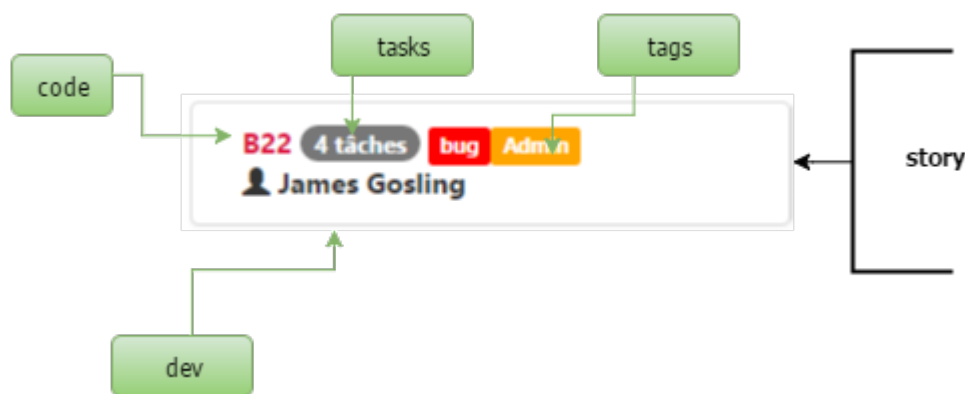 tasks
tags
code
B22 4 tâches bug Admin
James Gosling
story
dev